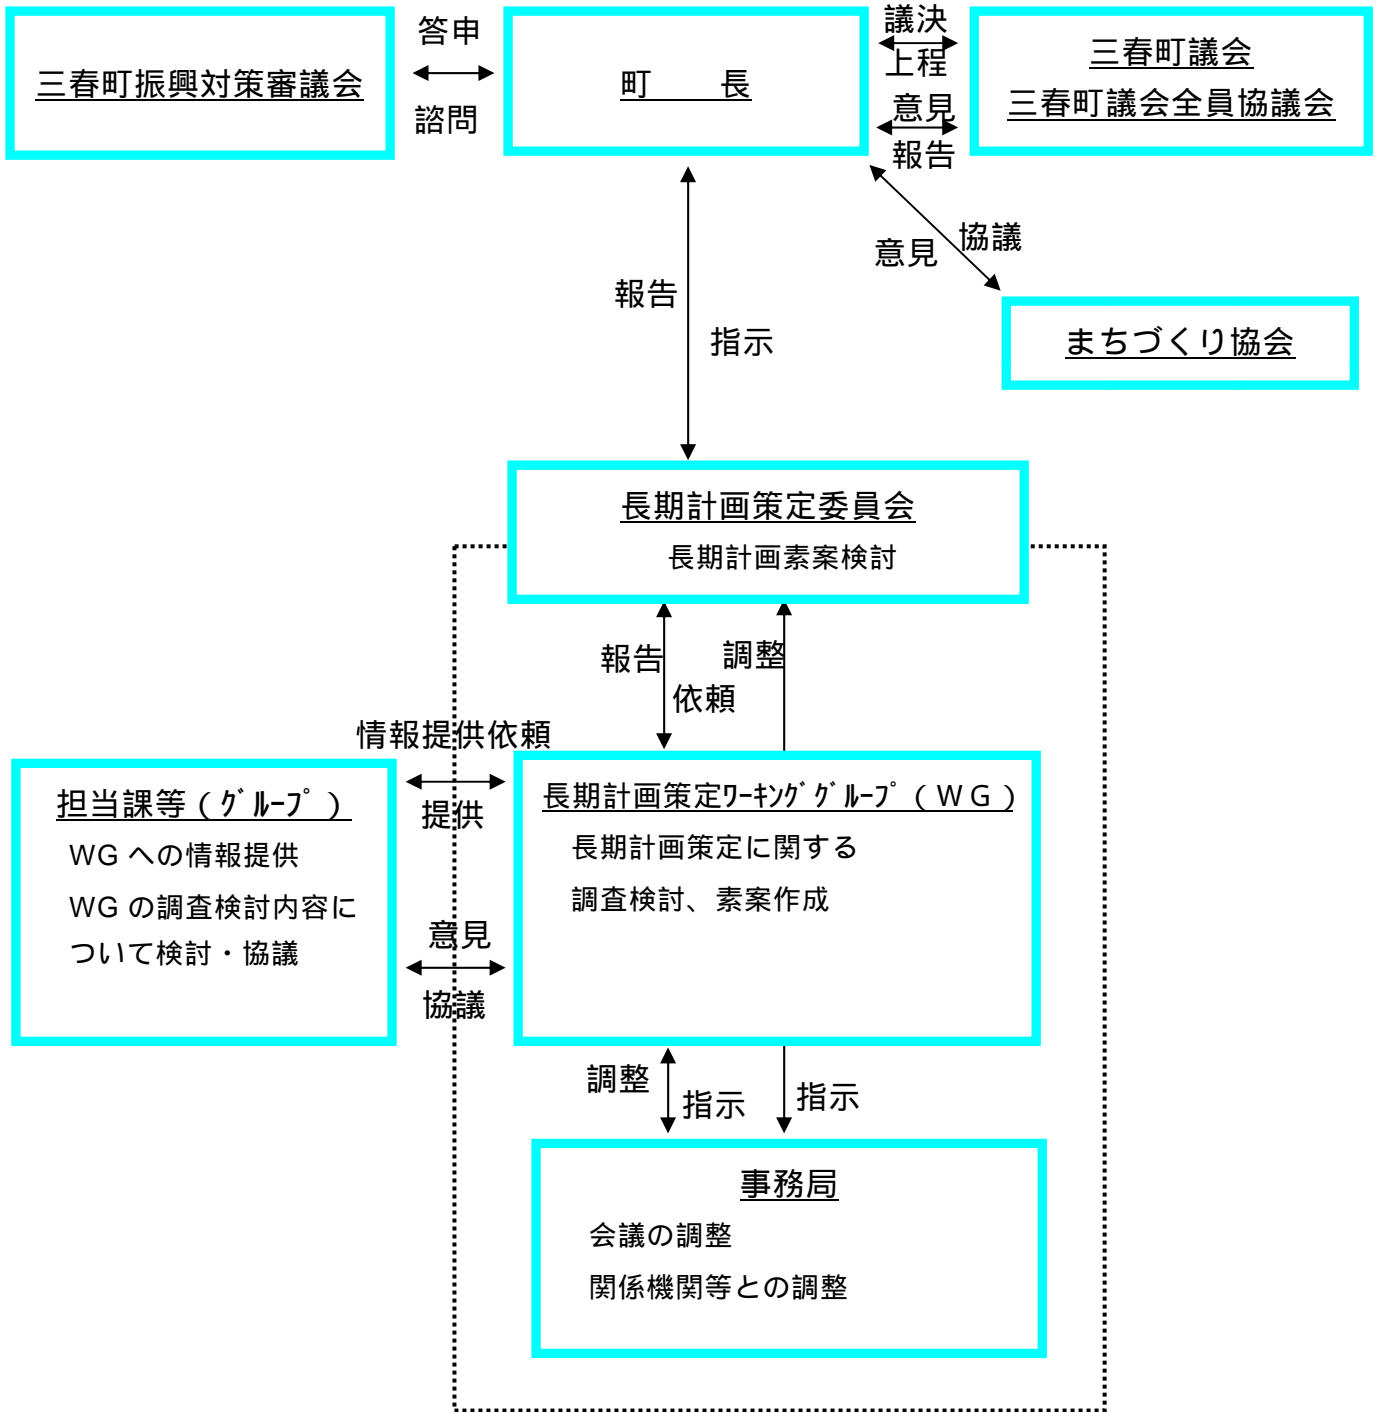 三春町振興対策審議会
答申
諮問
町　　長
議決
上程
意見
報告
三春町議会
三春町議会全員協議会
意見
協議
まちづくり協会
報告
指示
長期計画策定委員会
長期計画素案検討
報告
依頼
調整
情報提供依頼
提供
意見
協議
担当課等（ｸﾞﾙｰﾌﾟ）
WG への情報提供
WG の調査検討内容に
ついて検討・協議
長期計画策定ﾜｰｷﾝｸﾞｸﾞﾙｰﾌﾟ（ＷＧ）
長期計画策定に関する
調査検討、素案作成
調整
指示
指示
事務局
会議の調整
関係機関等との調整